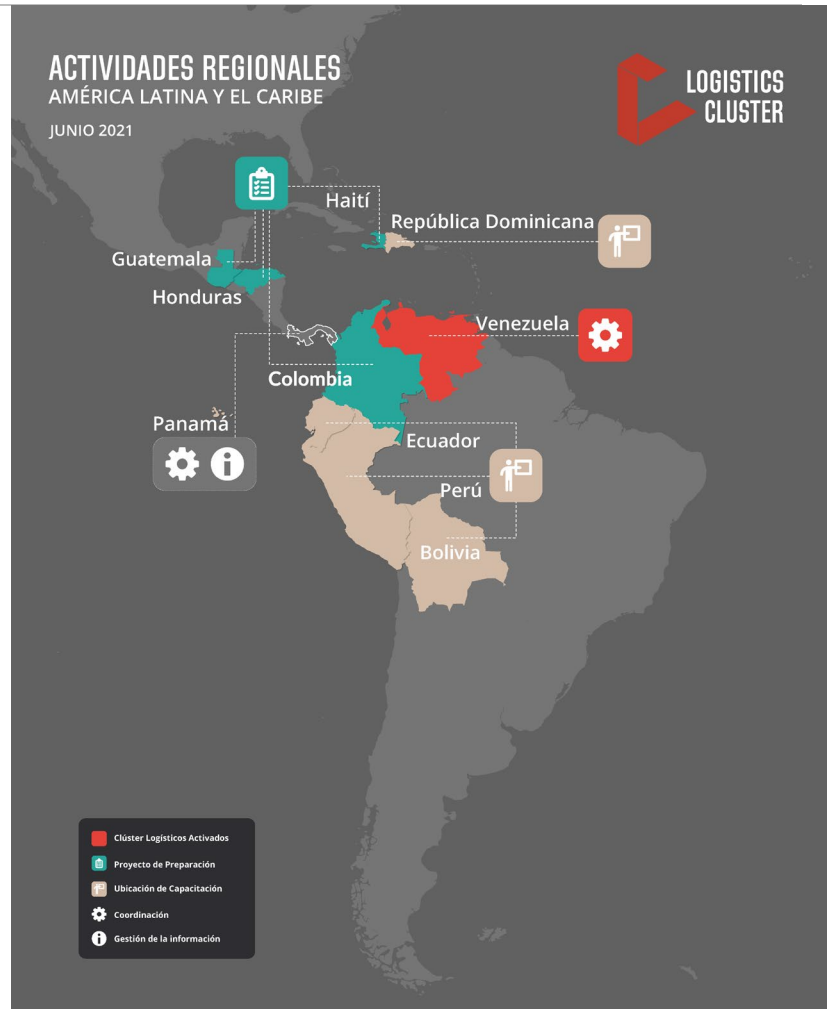 ACTIVIDADES REGIONALES
AMÉRICA LATINA Y EL CARIBE
JUNIO 2021
LOGISTICS
CLUSTER
Haití
República Dominicana
Guatemala
Honduras
Venezuela
Colombia
Panamá
Ecuador
Perú
Bolivia
Clúster Logísticos Activados
Proyecto de Preparación
Ubicación de Capacitación
Coordinación
Gestión de la información